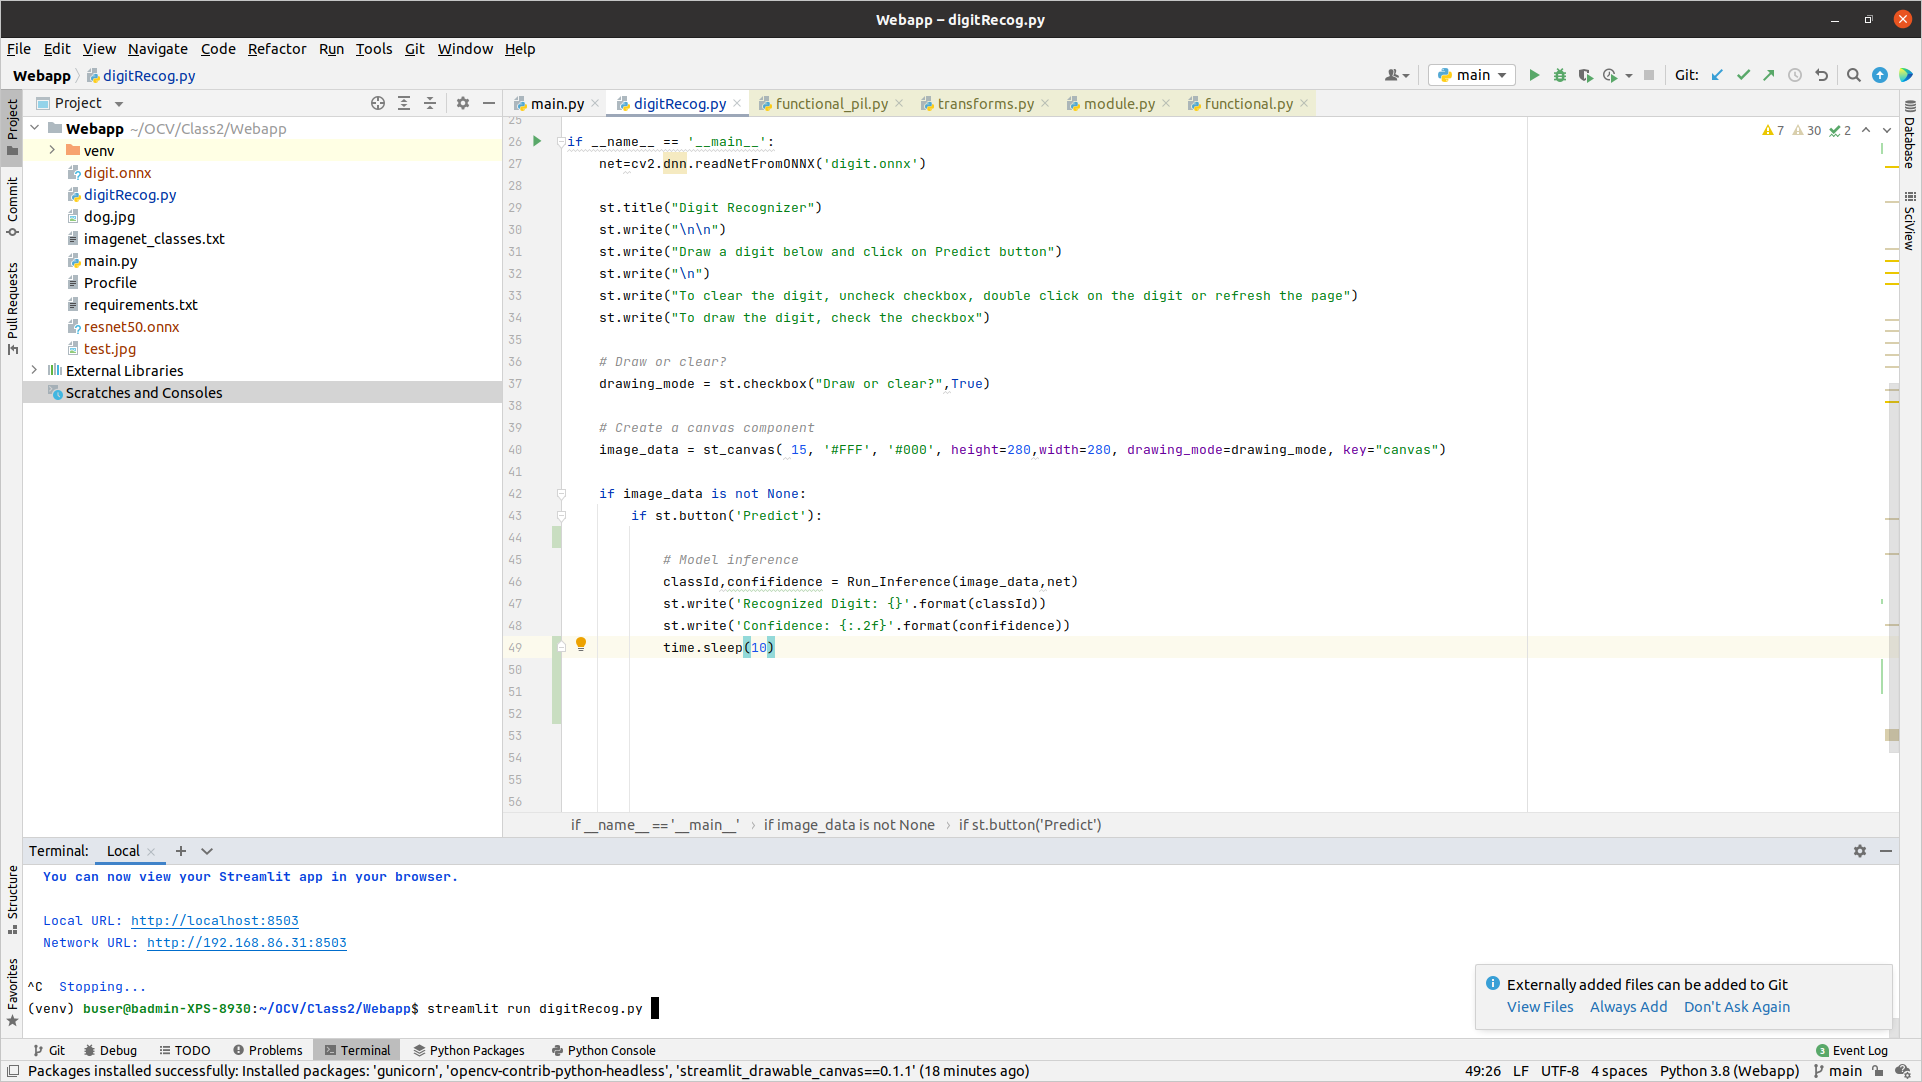 Webapp – digitRecog.py
File Edit View Navigate Code Refactor Run Tools Git Window Help
Webapp digitRecog.py
main Git:
Project
main.py digitRecog.py functional_pil.py transforms.py module.py functional.py
Webapp ~/OCV/Class2/Webapp
venv
digit.onnx
digitRecog.py
dog.jpg
imagenet_classes.txt
main.py
Procfile
requirements.txt
resnet50.onnx
test.jpg
External Libraries
Scratches and Consoles
Project
Commit
Pull Requests
Structure
Favorites
7 30 2
Database
SciView
25
26 if __name__ == '__main__':
27 net=cv2.dnn.readNetFromONNX('digit.onnx')
28
29 st.title("Digit Recognizer")
30 st.write("\n\n")
31 st.write("Draw a digit below and click on Predict button")
32 st.write("\n")
33 st.write("To clear the digit, uncheck checkbox, double click on the digit or refresh the page")
34 st.write("To draw the digit, check the checkbox")
35
36 # Draw or clear?
37 drawing_mode = st.checkbox("Draw or clear?",True)
38
39 # Create a canvas component
40 image_data = st_canvas( 15, '#FFF', '#000', height=280,width=280, drawing_mode=drawing_mode, key="canvas")
41
42 if image_data is not None:
43 if st.button('Predict'):
44
45 # Model inference
46 classId,confifidence = Run_Inference(image_data,net)
47 st.write('Recognized Digit: {}'.format(classId))
48 st.write('Confidence: {:.2f}'.format(confifidence))
49 time.sleep(10)
50
51
52
53
54
55
56
if __name__ == '__main__' › if image_data is not None › if st.button('Predict')
Terminal: Local
You can now view your Streamlit app in your browser.
Local URL: http://localhost:8503
Network URL: http://192.168.86.31:8503
^C Stopping...
(venv) buser@badmin-XPS-8930:~/OCV/Class2/Webapp$ streamlit run digitRecog.py
Externally added files can be added to Git
View Files Always Add Don't Ask Again
Git Debug TODO Problems Terminal Python Packages Python Console 3 Event Log
Packages installed successfully: Installed packages: 'gunicorn', 'opencv-contrib-python-headless', 'streamlit_drawable_canvas==0.1.1' (18 minutes ago) 49:26 LF UTF-8 4 spaces Python 3.8 (Webapp) main